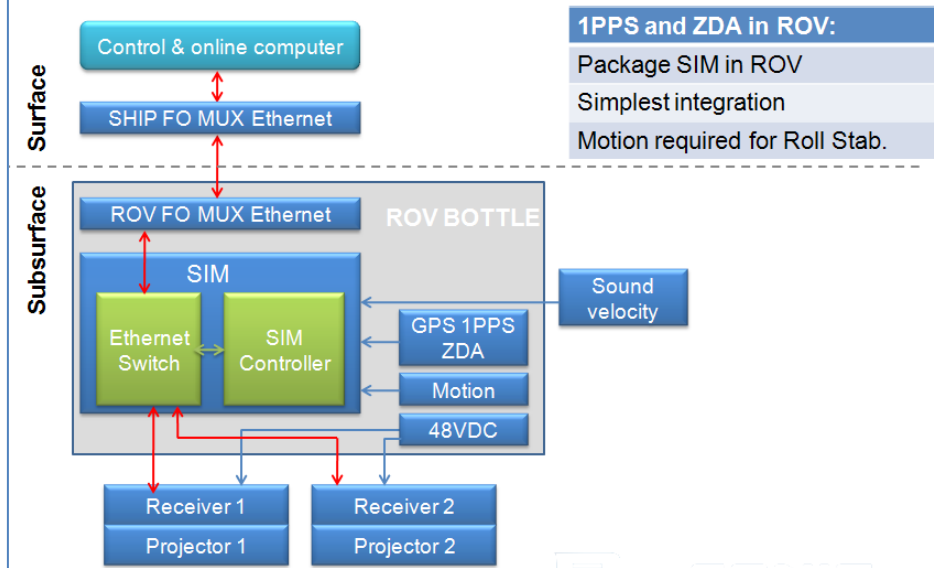 Surface
Control & online computer
SHIP FO MUX Ethernet
1PPS and ZDA in ROV:
Package SIM in ROV
Simplest integration
Motion required for Roll Stab.
Subsurface
ROV FO MUX Ethernet
ROV BOTTLE
SIM
Ethernet
Switch
SIM
Controller
Sound
velocity
GPS 1PPS
ZDA
Motion
48VDC
Receiver 1
Projector 1
Receiver 2
Projector 2